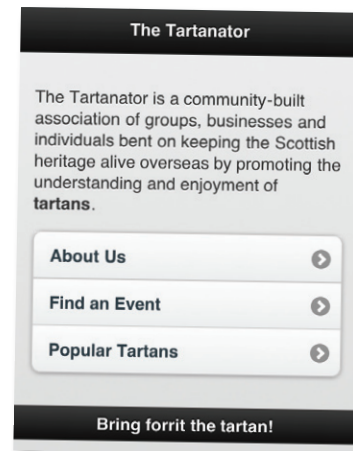 The Tartanator
The Tartanator is a community-built
association of groups, businesses and
individuals bent on keeping the Scottish
heritage alive overseas by promoting the
understanding and enjoyment of
tartans.
About Us
Find an Event
Popular Tartans
Bring forrit the tartan!